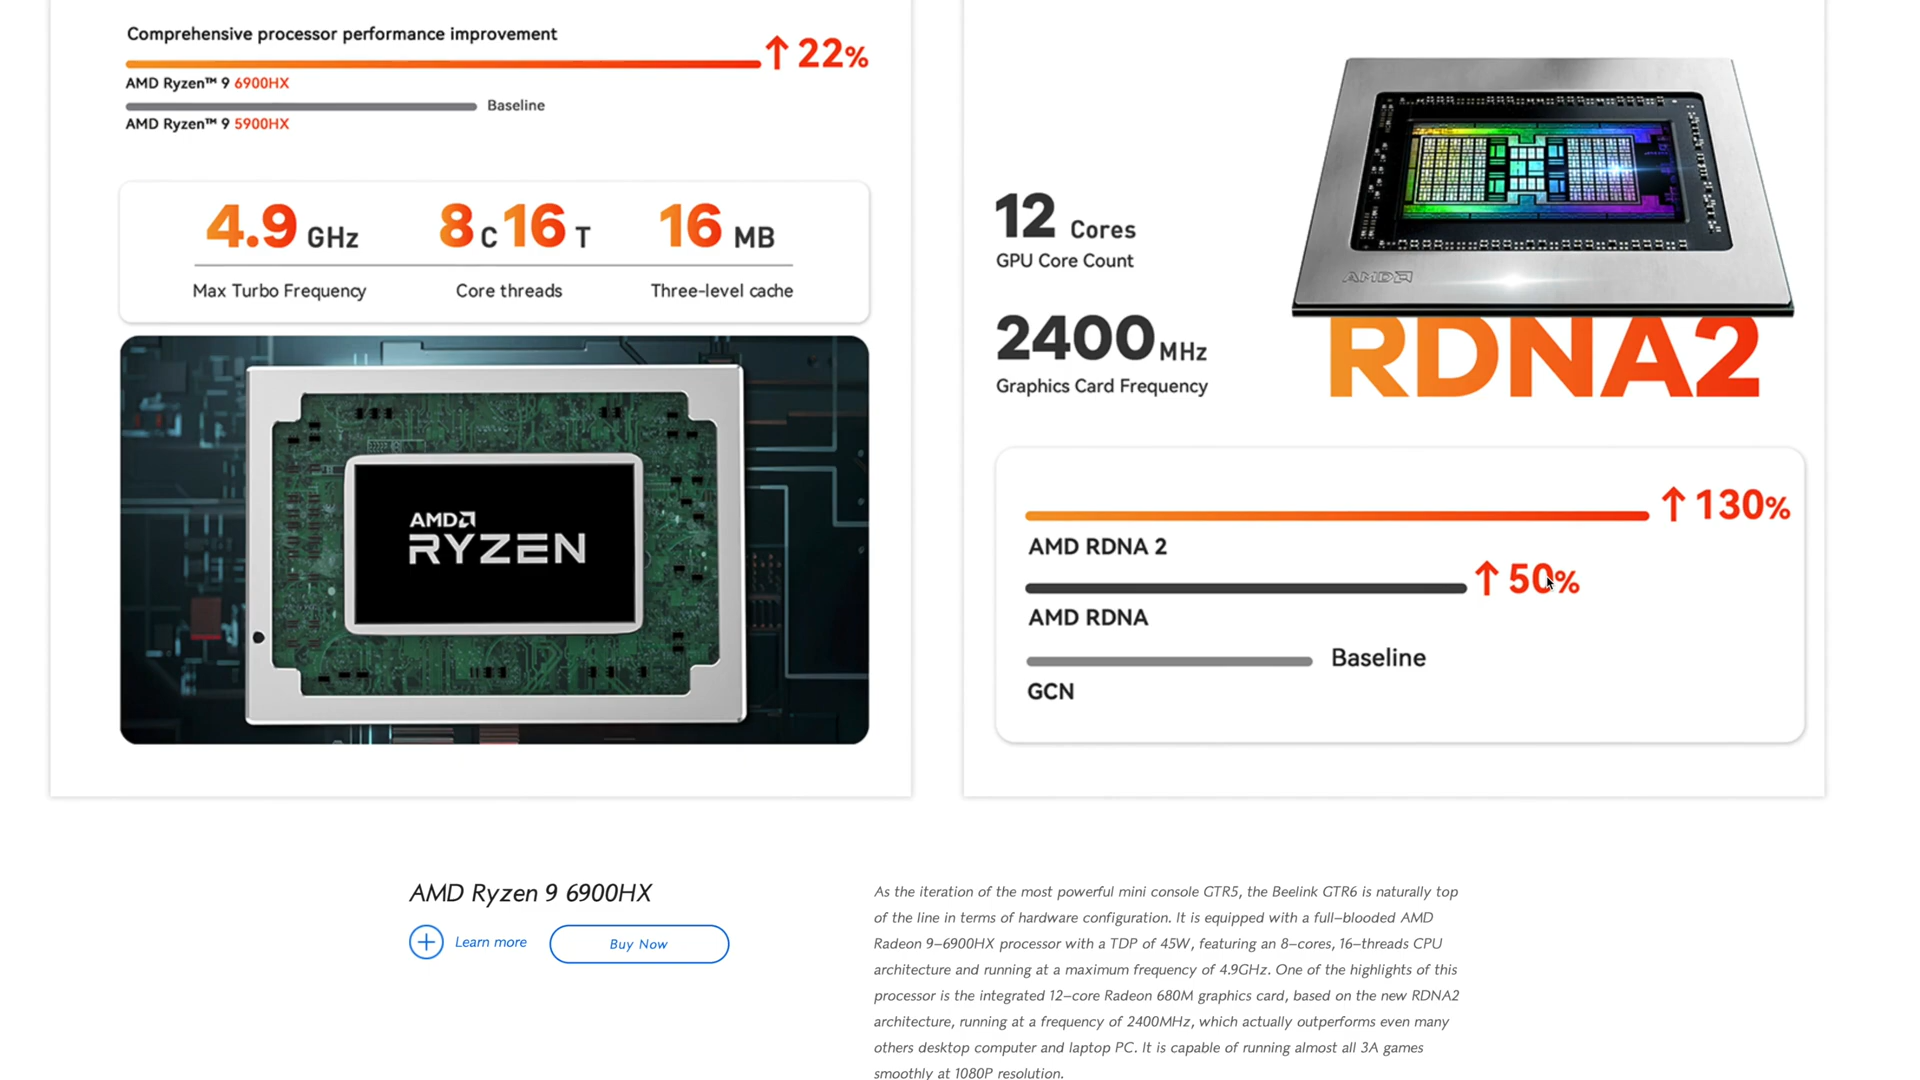 Comprehensive processor performance improvement
↑ 22%
AMD Ryzen™ 9 6900HX
Baseline
AMD Ryzen™ 9 5900HX
4.9 GHz 8 C 16 T 16 MB
Max Turbo Frequency Core threads Three-level cache
AMD
RYZEN
12 Cores
GPU Core Count
2400 MHz
Graphics Card Frequency
AMD
RDNA2
↑ 130%
AMD RDNA 2
↑ 50%
AMD RDNA
Baseline
GCN
AMD Ryzen 9 6900HX
Learn more
Buy Now
As the iteration of the most powerful mini console GTR5, the Beelink GTR6 is naturally top
of the line in terms of hardware configuration. It is equipped with a full-blooded AMD
Radeon 9-6900HX processor with a TDP of 45W, featuring an 8-cores, 16-threads CPU
architecture and running at a maximum frequency of 4.9GHz. One of the highlights of this
processor is the integrated 12-core Radeon 680M graphics card, based on the new RDNA2
architecture, running at a frequency of 2400MHz, which actually outperforms even many
others desktop computer and laptop PC. It is capable of running almost all 3A games
smoothly at 1080P resolution.